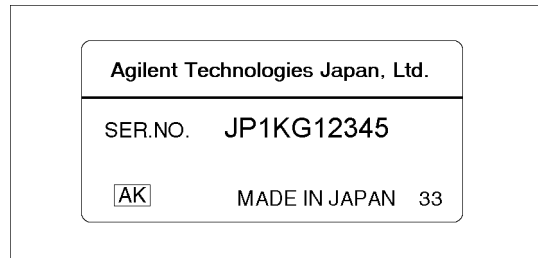 Agilent Technologies Japan, Ltd.
SER.NO. JP1KG12345
AK MADE IN JAPAN 33